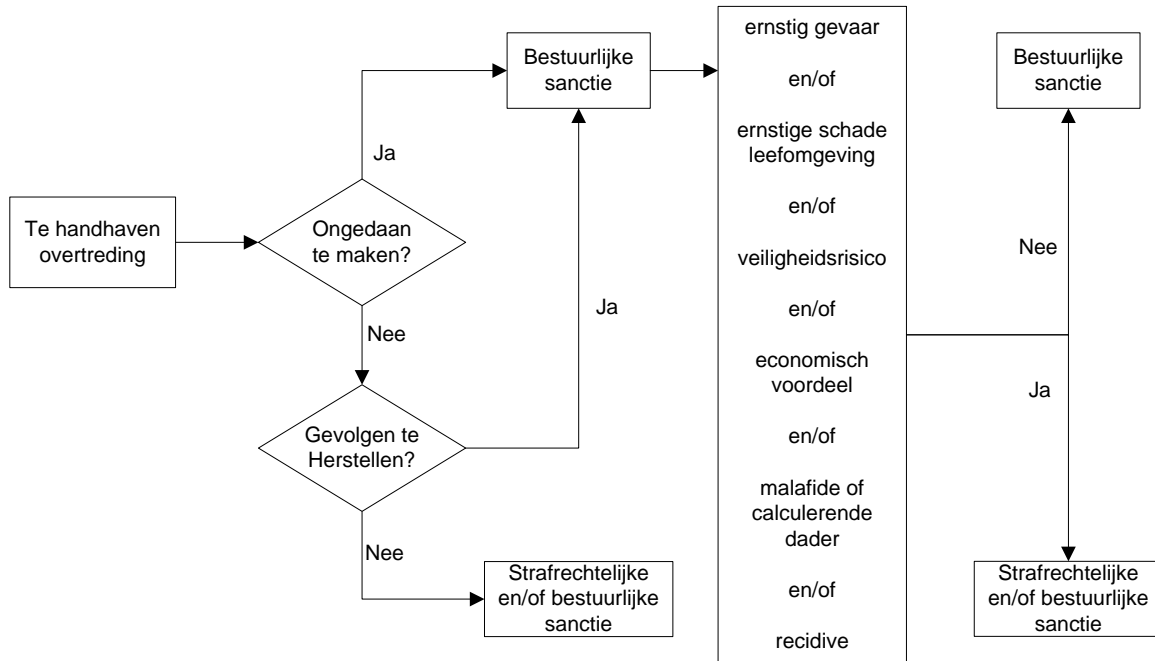 Te handhaven
overtreding
Ongedaan
te maken?
Ja
Nee
Gevolgen te
Herstellen?
Ja
Nee
Bestuurlijke
sanctie
Strafrechtelijke
en/of bestuurlijke
sanctie
ernstig gevaar
en/of
ernstige schade
leefomgeving
en/of
veiligheidsrisico
en/of
economisch
voordeel
en/of
malafide of
calculerende
dader
en/of
recidive
Nee
Bestuurlijke
sanctie
Ja
Strafrechtelijke
en/of bestuurlijke
sanctie